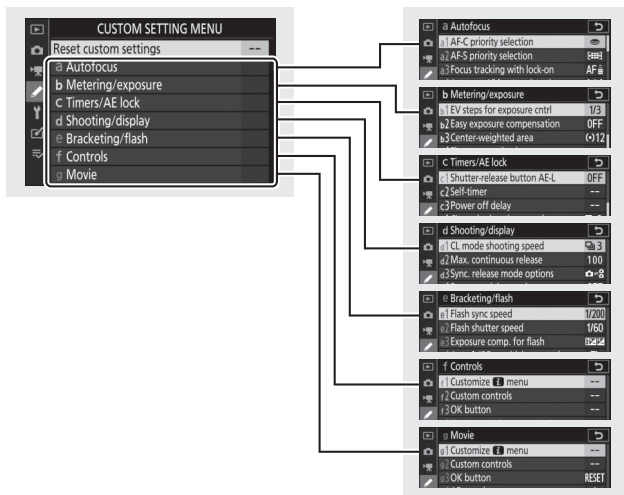 CUSTOM SETTING MENU
Reset custom settings --
a Autofocus
b Metering/exposure
c Timers/AE lock
d Shooting/display
e Bracketing/flash
f Controls
g Movie
a Autofocus
a1 AF-C priority selection
a2 AF-S priority selection
a3 Focus tracking with lock-on AF
b Metering/exposure
b1 EV steps for exposure cntrl 1/3
b2 Easy exposure compensation OFF
b3 Center-weighted area (•)12
c Timers/AE lock
c1 Shutter-release button AE-L OFF
c2 Self-timer --
c3 Power off delay --
d Shooting/display
d1 CL mode shooting speed 3
d2 Max. continuous release 100
d3 Sync. release mode options
e Bracketing/flash
e1 Flash sync speed 1/200
e2 Flash shutter speed 1/60
e3 Exposure comp. for flash
f Controls
f1 Customize i menu --
f2 Custom controls --
f3 OK button --
g Movie
g1 Customize i menu --
g2 Custom controls --
g3 OK button RESET